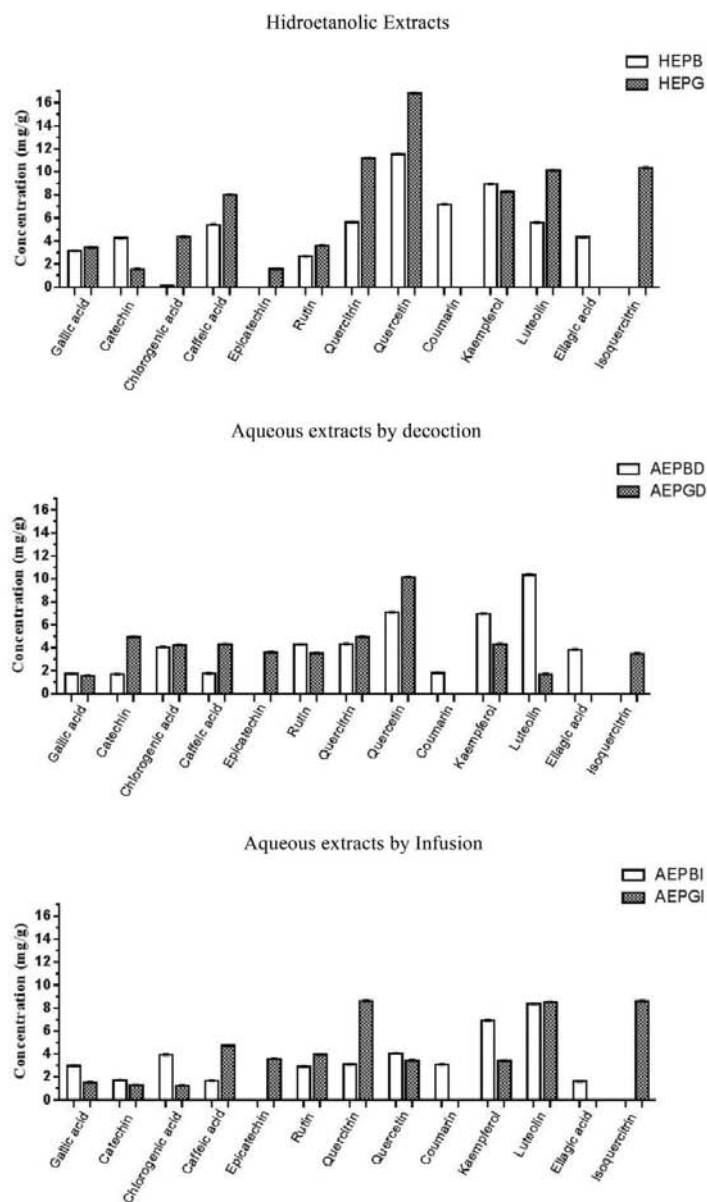 Hidroetanolic Extracts
HEPB
HEPG
Concentration (mg/g)
16
14
12
10
8
6
4
2
0
Gallic acid
Catechin
Chlorogenic acid
Caffeic acid
Epicatechin
Rutin
Quercitrin
Quercetin
Coumarin
Kaempferol
Luteolin
Ellagic acid
Isoquercitrin
Aqueous extracts by decoction
AEPBD
AEPGD
Concentration (mg/g)
16
14
12
10
8
6
4
2
0
Gallic acid
Catechin
Chlorogenic acid
Caffeic acid
Epicatechin
Rutin
Quercitrin
Quercetin
Coumarin
Kaempferol
Luteolin
Ellagic acid
Isoquercitrin
Aqueous extracts by Infusion
AEPBI
AEPGI
Concentration (mg/g)
16
14
12
10
8
6
4
2
0
Gallic acid
Catechin
Chlorogenic acid
Caffeic acid
Epicatechin
Rutin
Quercitrin
Quercetin
Coumarin
Kaempferol
Luteolin
Ellagic acid
Isoquercitrin